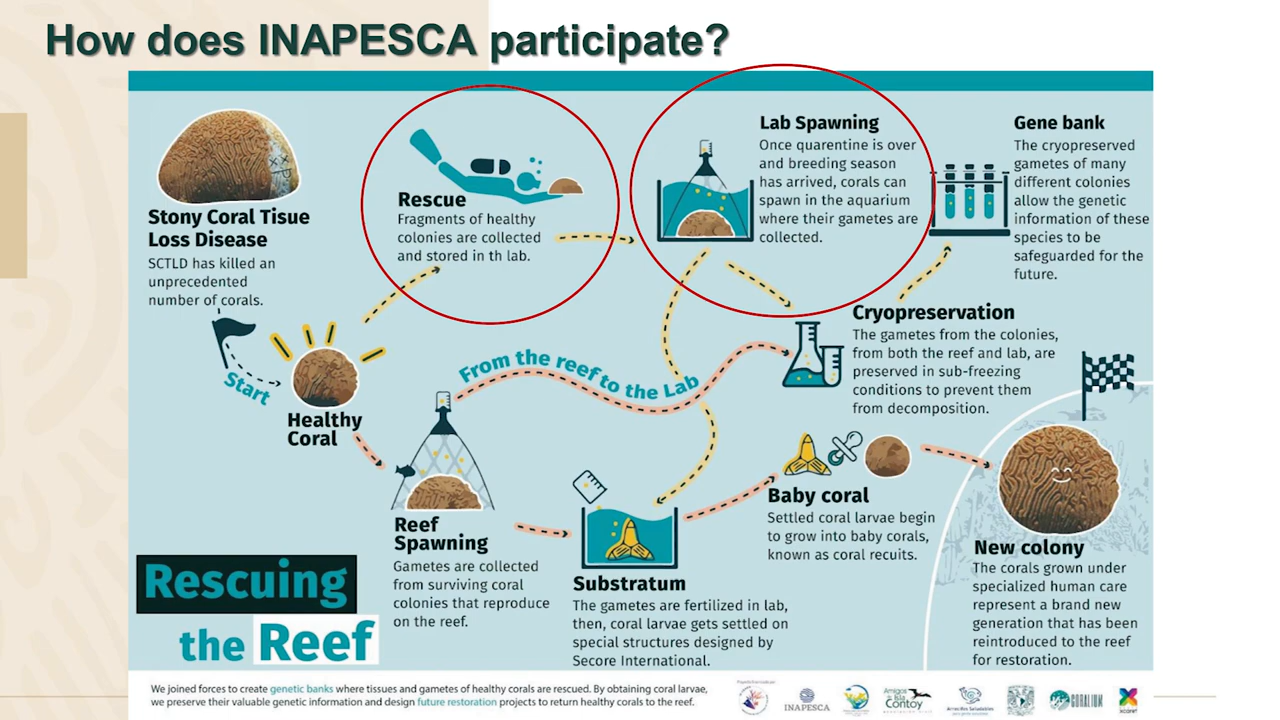 How does INAPESCA participate?
Stony Coral Tisue
Loss Disease
SCTLD has killed an
unprecedented
number of corals.
Start
Healthy
Coral
Rescue
Fragments of healthy
colonies are collected
and stored in th lab.
Lab Spawning
Once quarentine is over
and breeding season
has arrived, corals can
spawn in the aquarium
where their gametes are
collected.
Gene bank
The cryopreserved
gametes of many
different colonies
allow the genetic
information of these
species to be
safeguarded for the
future.
Cryopreservation
The gametes from the colonies,
from both the reef and lab, are
preserved in sub-freezing
conditions to prevent them
from decomposition.
From the reef to the Lab
Reef
Spawning
Gametes are collected
from surviving coral
colonies that reproduce
on the reef.
Substratum
The gametes are fertilized in lab,
then, coral larvae gets settled on
special structures designed by
Secore International.
Baby coral
Settled coral larvae begin
to grow into baby corals,
known as coral recuits.
New colony
The corals grown under
specialized human care
represent a brand new
generation that has been
reintroduced to the reef
for restoration.
Rescuing
the Reef
We joined forces to create genetic banks where tissues and gametes of healthy corals are rescued. By obtaining coral larvae,
we preserve their valuable genetic information and design future restoration projects to return healthy corals to the reef.
INAPESCA
Amigos
de Isla
Contoy
Arrecifes Saludables
CORALIUM
xcaret